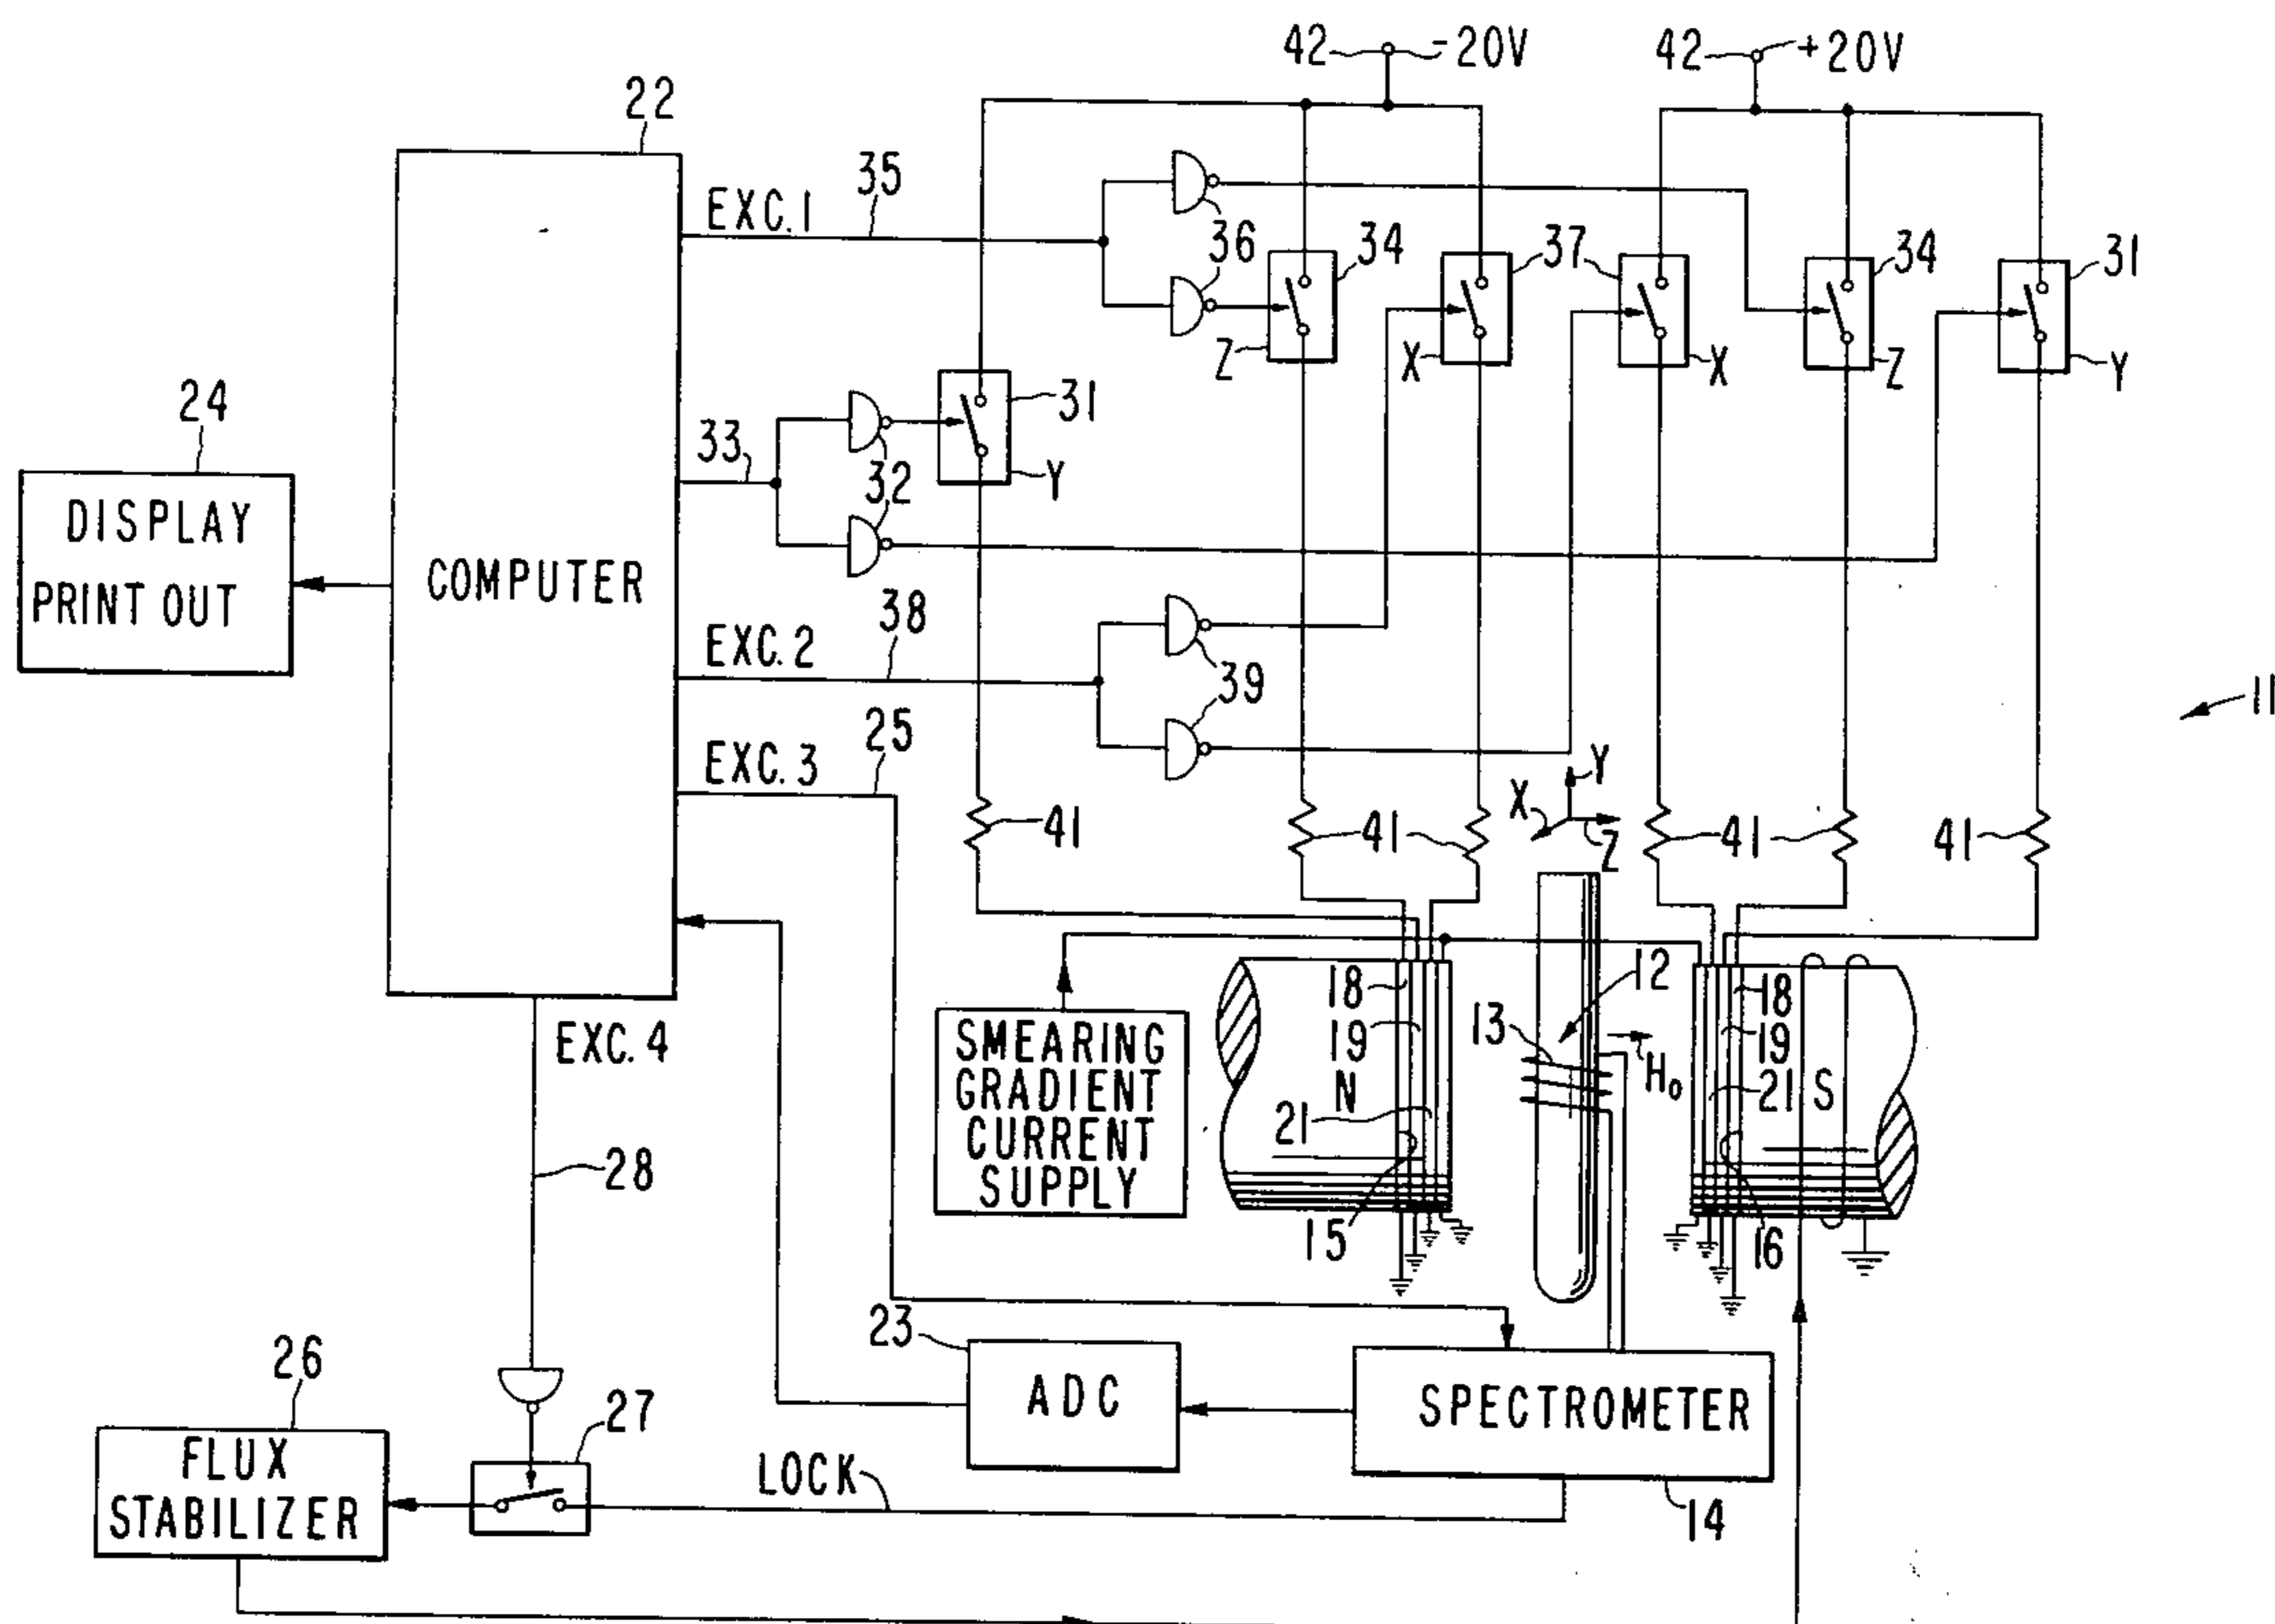 42
-20V
42
+20V
22
35
EXC.1
36
34
37
34
31
Z
X
X
Z
Y
24
33
31
32
Y
DISPLAY
PRINT OUT
COMPUTER
38
EXC.2
39
11
25
EXC.3
Y
X
Z
41
41
41
41
12
18
19
N
21
13
H0
18
19
21
S
SMEARING
GRADIENT
CURRENT
SUPPLY
EXC.4
28
15
16
23
26
27
ADC
SPECTROMETER
FLUX
STABILIZER
LOCK
14